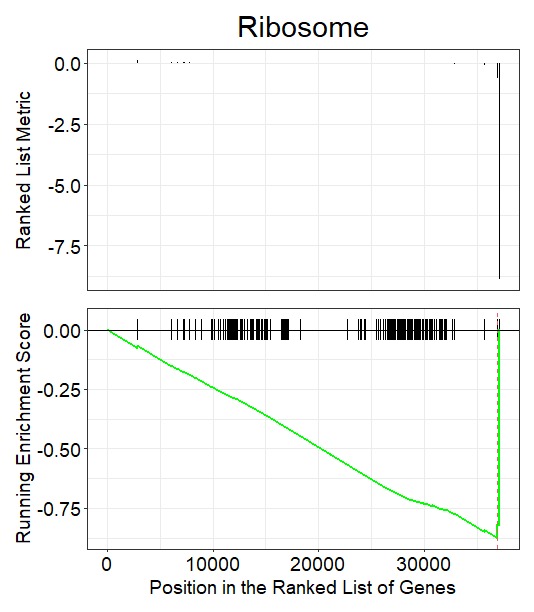 Ribosome
Ranked List Metric
0.0
-2.5
-5.0
-7.5
Running Enrichment Score
0.00
-0.25
-0.50
-0.75
0 10000 20000 30000
Position in the Ranked List of Genes